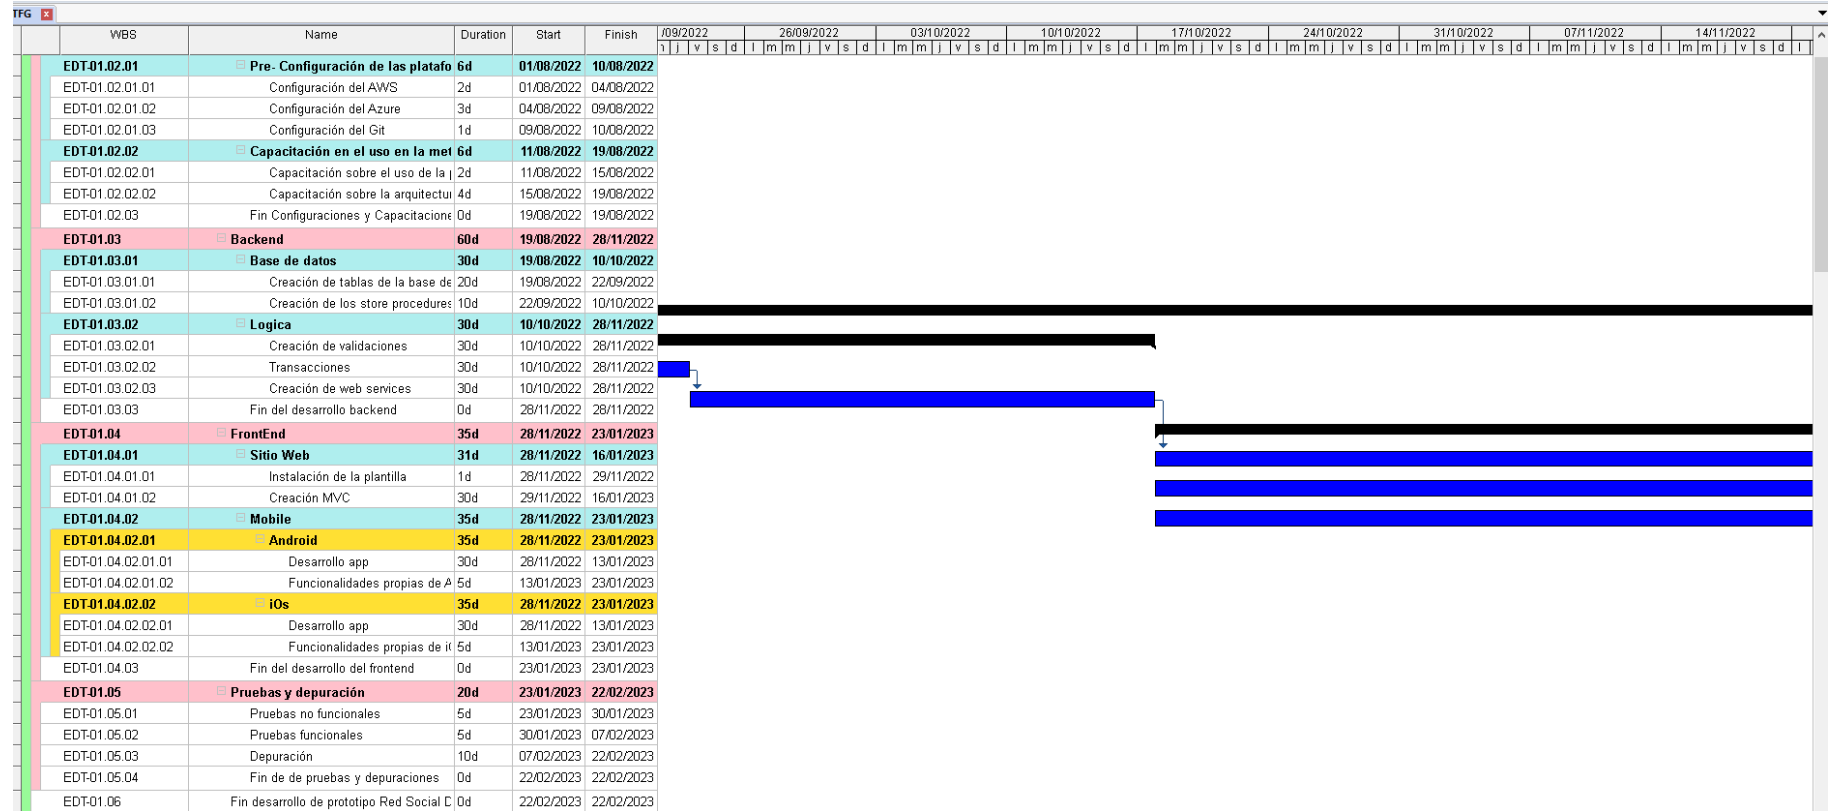 TFG
WBS Name Duration Start Finish /09/2022 26/09/2022 03/10/2022 10/10/2022 17/10/2022 24/10/2022 31/10/2022 07/11/2022 14/11/2022
j v s d l m m j v s d l m m j v s d l m m j v s d l m m j v s d l m m j v s d l m m j v s d l m m j v s d l m m j v s d l
EDT-01.02.01 Pre- Configuración de las platafo 6d 01/08/2022 10/08/2022
EDT-01.02.01.01 Configuración del AWS 2d 01/08/2022 04/08/2022
EDT-01.02.01.02 Configuración del Azure 3d 04/08/2022 09/08/2022
EDT-01.02.01.03 Configuración del Git 1d 09/08/2022 10/08/2022
EDT-01.02.02 Capacitación en el uso en la met 6d 11/08/2022 19/08/2022
EDT-01.02.02.01 Capacitación sobre el uso de la 2d 11/08/2022 15/08/2022
EDT-01.02.02.02 Capacitación sobre la arquitectu 4d 15/08/2022 19/08/2022
EDT-01.02.03 Fin Configuraciones y Capacitacione 0d 19/08/2022 19/08/2022
EDT-01.03 Backend 60d 19/08/2022 28/11/2022
EDT-01.03.01 Base de datos 30d 19/08/2022 10/10/2022
EDT-01.03.01.01 Creación de tablas de la base de 20d 19/08/2022 22/09/2022
EDT-01.03.01.02 Creación de los store procedures 10d 22/09/2022 10/10/2022
EDT-01.03.02 Logica 30d 10/10/2022 28/11/2022
EDT-01.03.02.01 Creación de validaciones 30d 10/10/2022 28/11/2022
EDT-01.03.02.02 Transacciones 30d 10/10/2022 28/11/2022
EDT-01.03.02.03 Creación de web services 30d 10/10/2022 28/11/2022
EDT-01.03.03 Fin del desarrollo backend 0d 28/11/2022 28/11/2022
EDT-01.04 FrontEnd 35d 28/11/2022 23/01/2023
EDT-01.04.01 Sitio Web 31d 28/11/2022 16/01/2023
EDT-01.04.01.01 Instalación de la plantilla 1d 28/11/2022 29/11/2022
EDT-01.04.01.02 Creación MVC 30d 29/11/2022 16/01/2023
EDT-01.04.02 Mobile 35d 28/11/2022 23/01/2023
EDT-01.04.02.01 Android 35d 28/11/2022 23/01/2023
EDT-01.04.02.01.01 Desarrollo app 30d 28/11/2022 13/01/2023
EDT-01.04.02.01.02 Funcionalidades propias de A 5d 13/01/2023 23/01/2023
EDT-01.04.02.02 iOs 35d 28/11/2022 23/01/2023
EDT-01.04.02.02.01 Desarrollo app 30d 28/11/2022 13/01/2023
EDT-01.04.02.02.02 Funcionalidades propias de i 5d 13/01/2023 23/01/2023
EDT-01.04.03 Fin del desarrollo del frontend 0d 23/01/2023 23/01/2023
EDT-01.05 Pruebas y depuración 20d 23/01/2023 22/02/2023
EDT-01.05.01 Pruebas no funcionales 5d 23/01/2023 30/01/2023
EDT-01.05.02 Pruebas funcionales 5d 30/01/2023 07/02/2023
EDT-01.05.03 Depuración 10d 07/02/2023 22/02/2023
EDT-01.05.04 Fin de de pruebas y depuraciones 0d 22/02/2023 22/02/2023
EDT-01.06 Fin desarrollo de prototipo Red Social D 0d 22/02/2023 22/02/2023